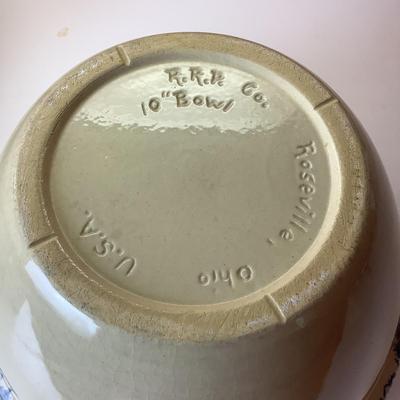 R.R.P. Co.
10" Bowl
Roseville,
Ohio
U.S.A.